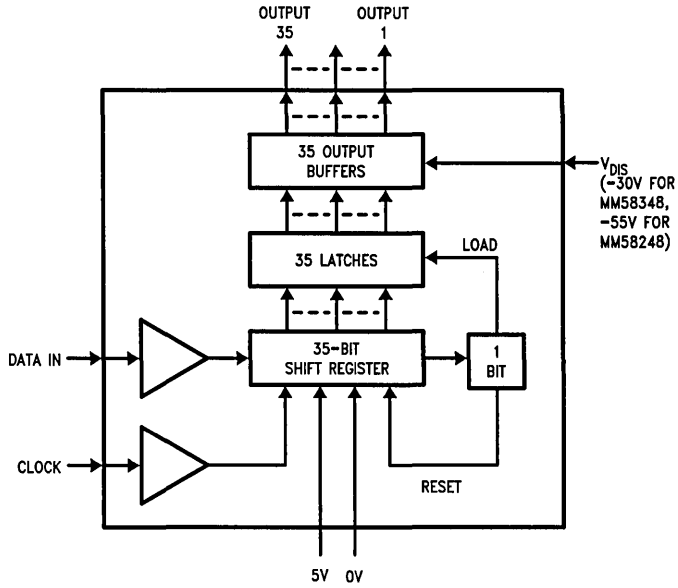 OUTPUT
35
OUTPUT
1
35 OUTPUT
BUFFERS
V_DIS
(-30V FOR
MM58348,
-55V FOR
MM58248)
LOAD
35 LATCHES
35-BIT
SHIFT REGISTER
1
BIT
DATA IN
CLOCK
RESET
5V
0V